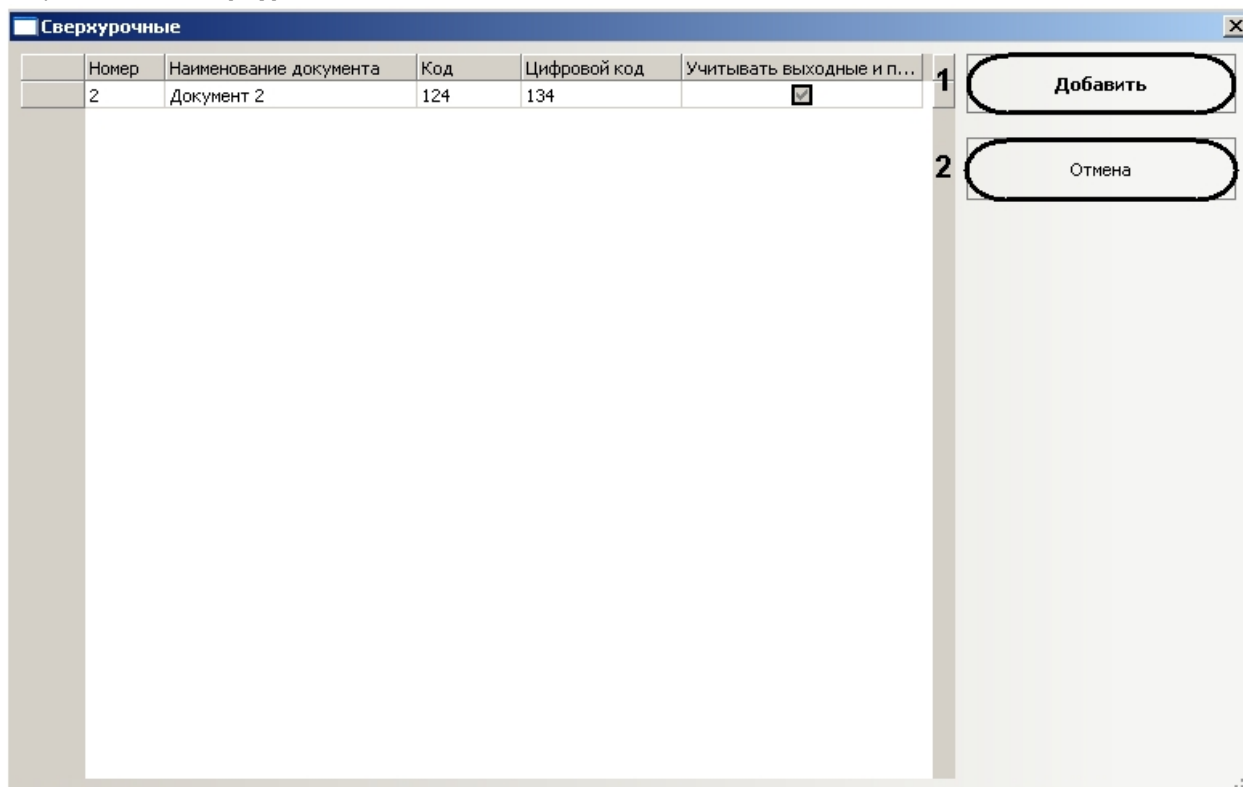 Сверхурочные
Номер Наименование документа Код Цифровой код Учитывать выходные и п...
2 Документ 2 124 134
1 Добавить
2 Отмена